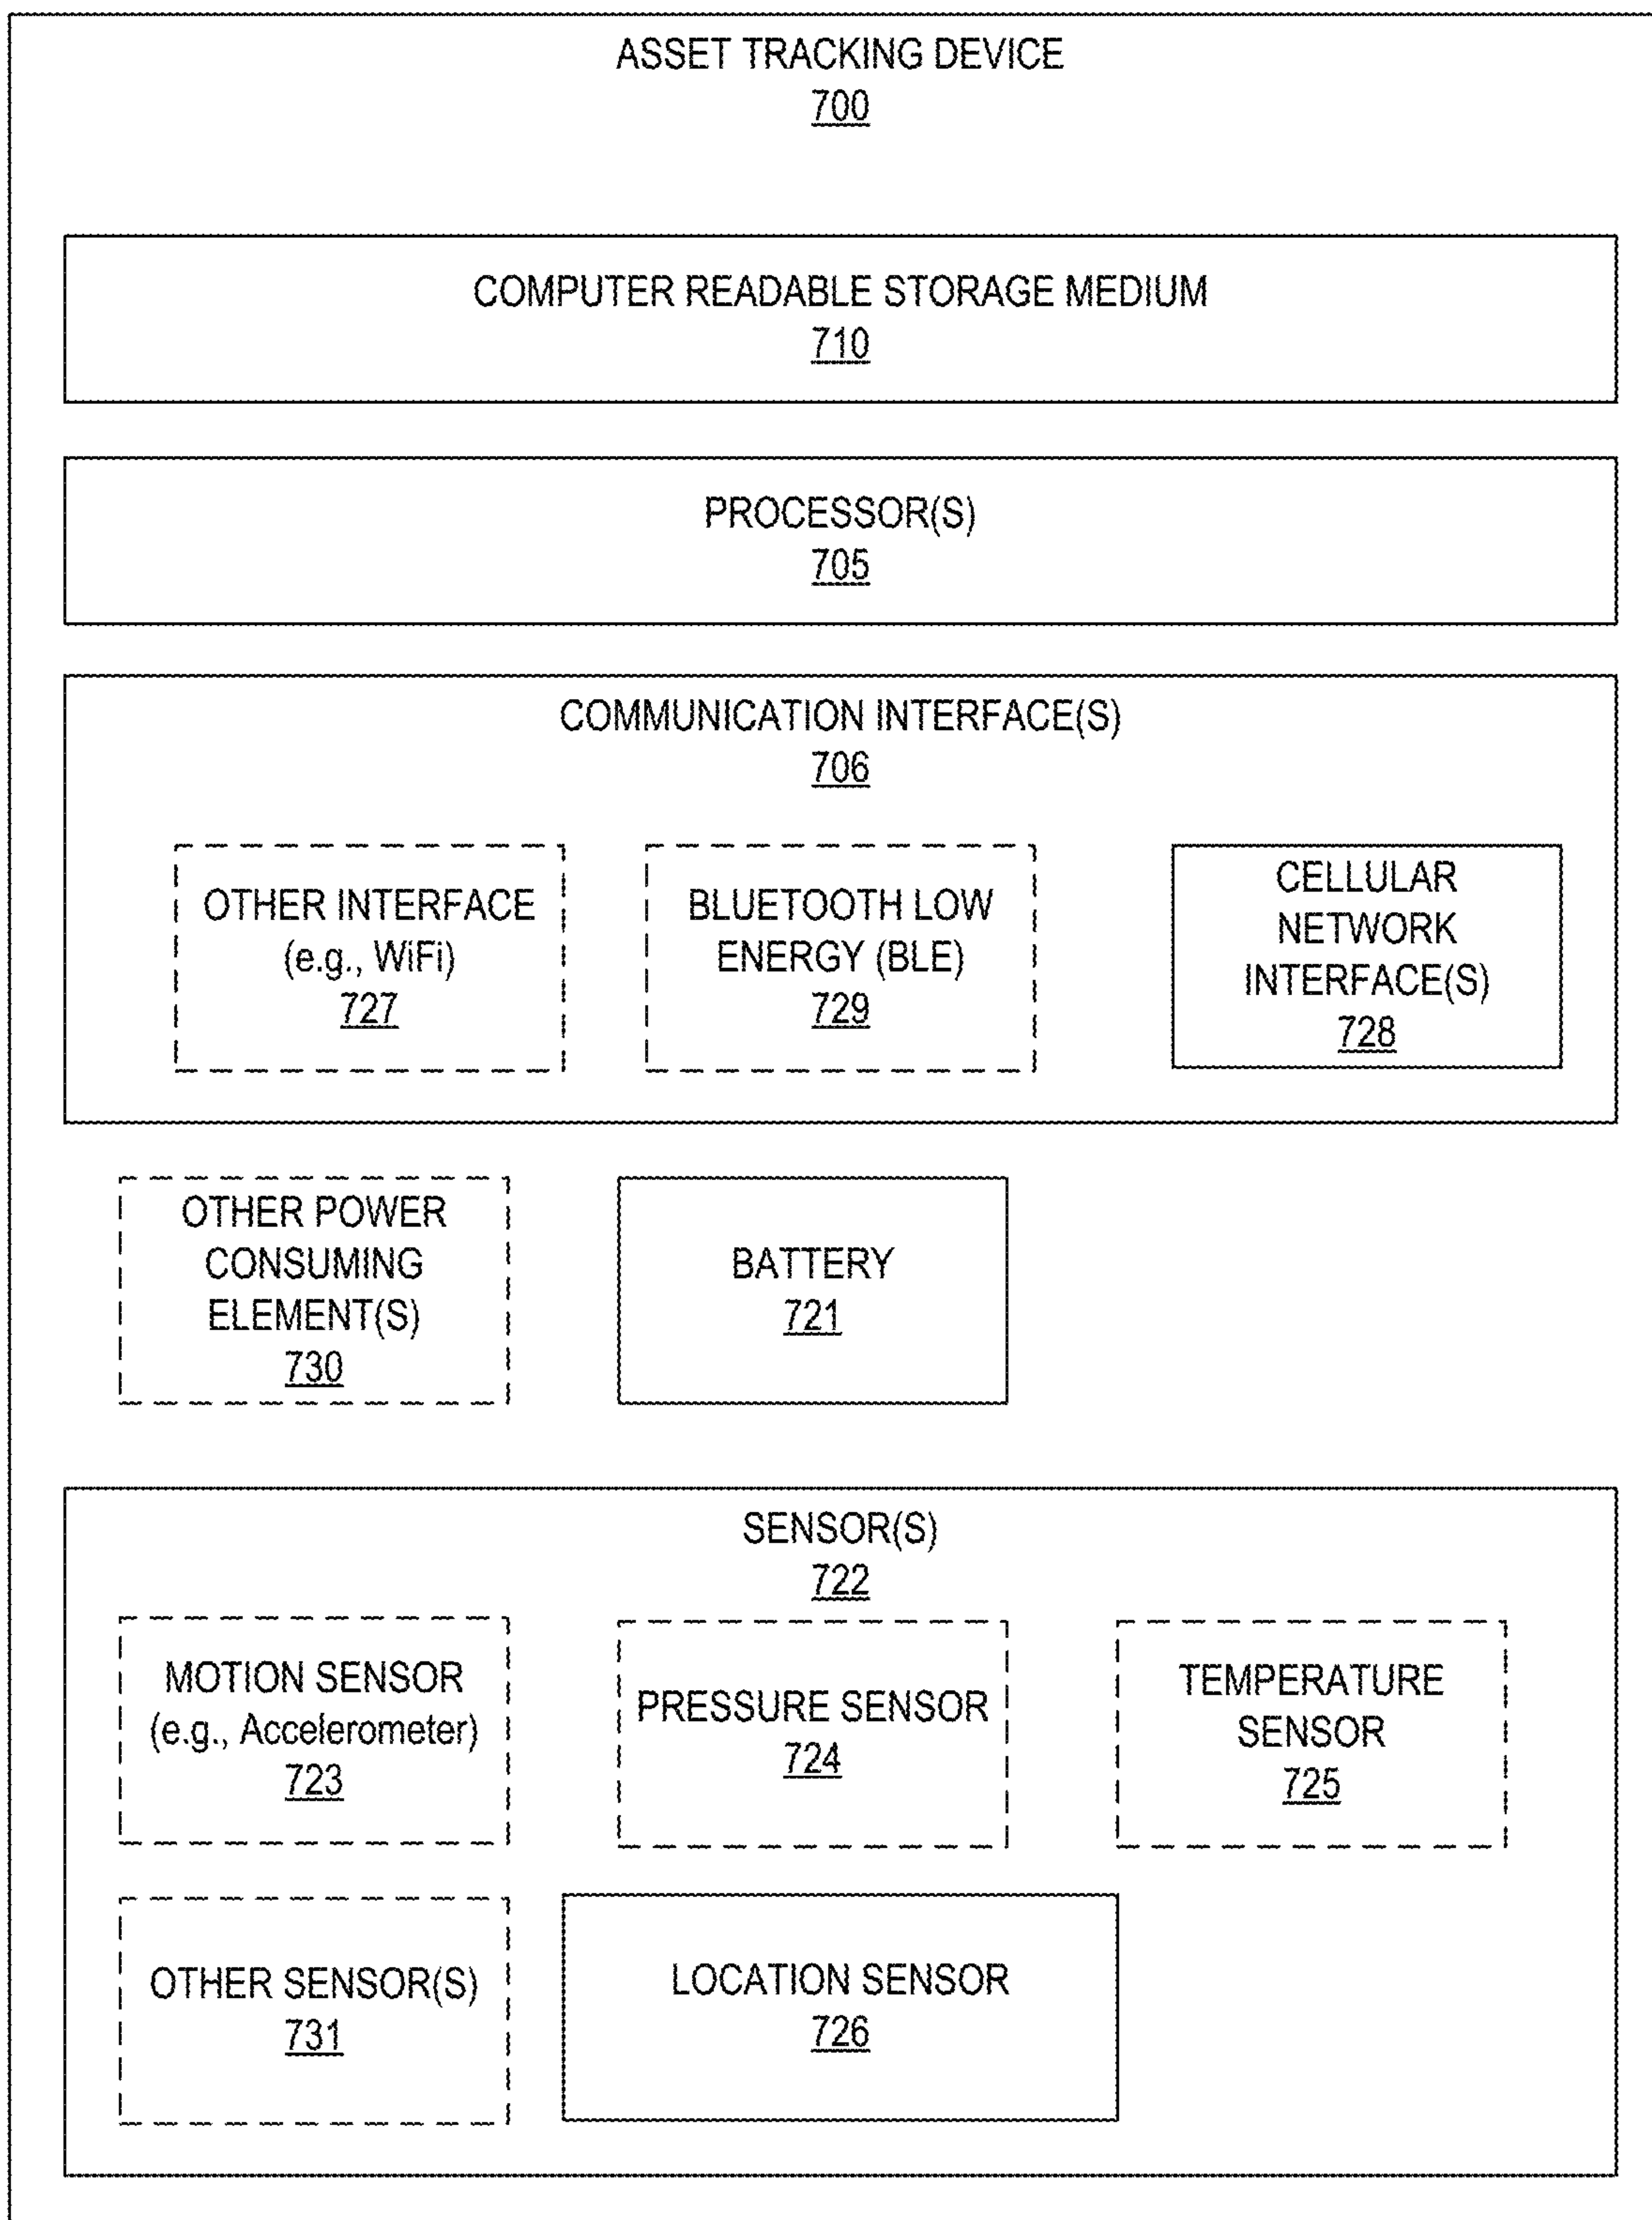 ASSET TRACKING DEVICE
700
COMPUTER READABLE STORAGE MEDIUM
710
PROCESSOR(S)
705
COMMUNICATION INTERFACE(S)
706
OTHER INTERFACE
(e.g., WiFi)
727
BLUETOOTH LOW
ENERGY (BLE)
729
CELLULAR
NETWORK
INTERFACE(S)
728
OTHER POWER
CONSUMING
ELEMENT(S)
730
BATTERY
721
SENSOR(S)
722
MOTION SENSOR
(e.g., Accelerometer)
723
PRESSURE SENSOR
724
TEMPERATURE
SENSOR
725
OTHER SENSOR(S)
731
LOCATION SENSOR
726